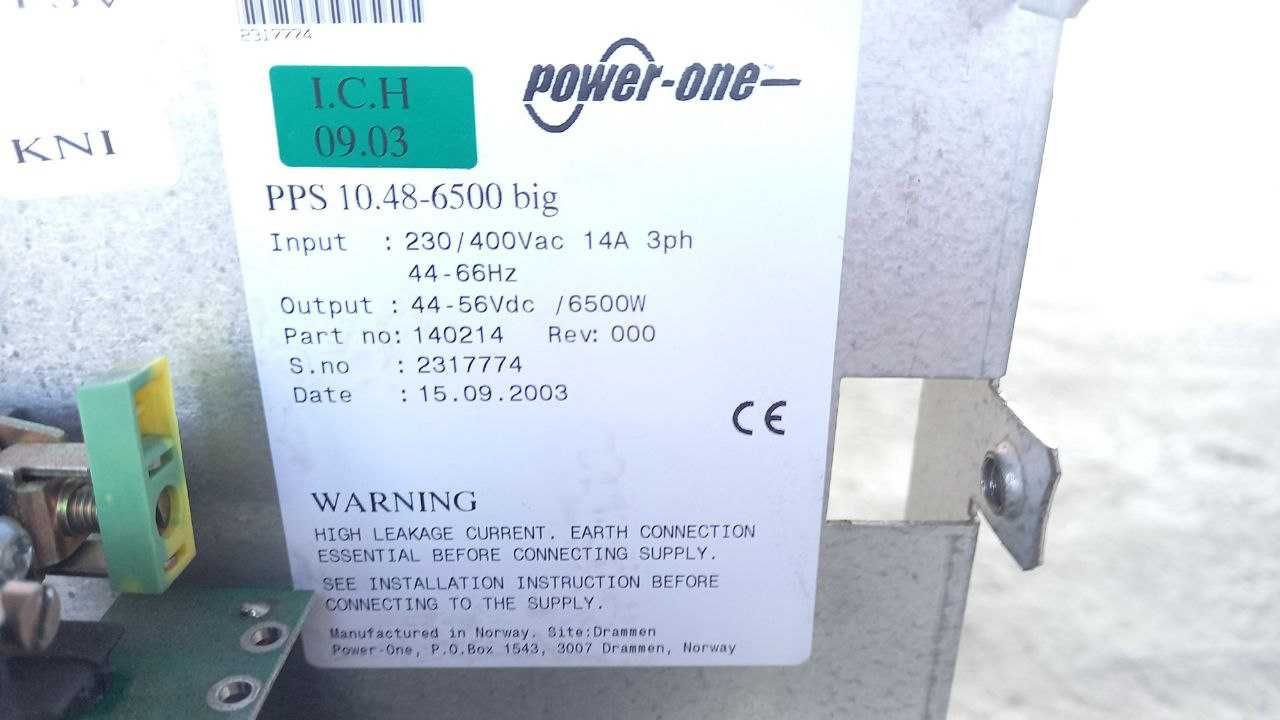 2317774
power-one
I.C.H
09.03
KNI
PPS 10.48-6500 big
Input : 230/400Vac 14A 3ph
44-66Hz
Output : 44-56Vdc /6500W
Part no: 140214 Rev: 000
S.no : 2317774
Date : 15.09.2003
CE
WARNING
HIGH LEAKAGE CURRENT. EARTH CONNECTION
ESSENTIAL BEFORE CONNECTING SUPPLY.
SEE INSTALLATION INSTRUCTION BEFORE
CONNECTING TO THE SUPPLY.
Manufactured in Norway. Site:Drammen
Power-One, P.O.Box 1543, 3007 Drammen, Norway